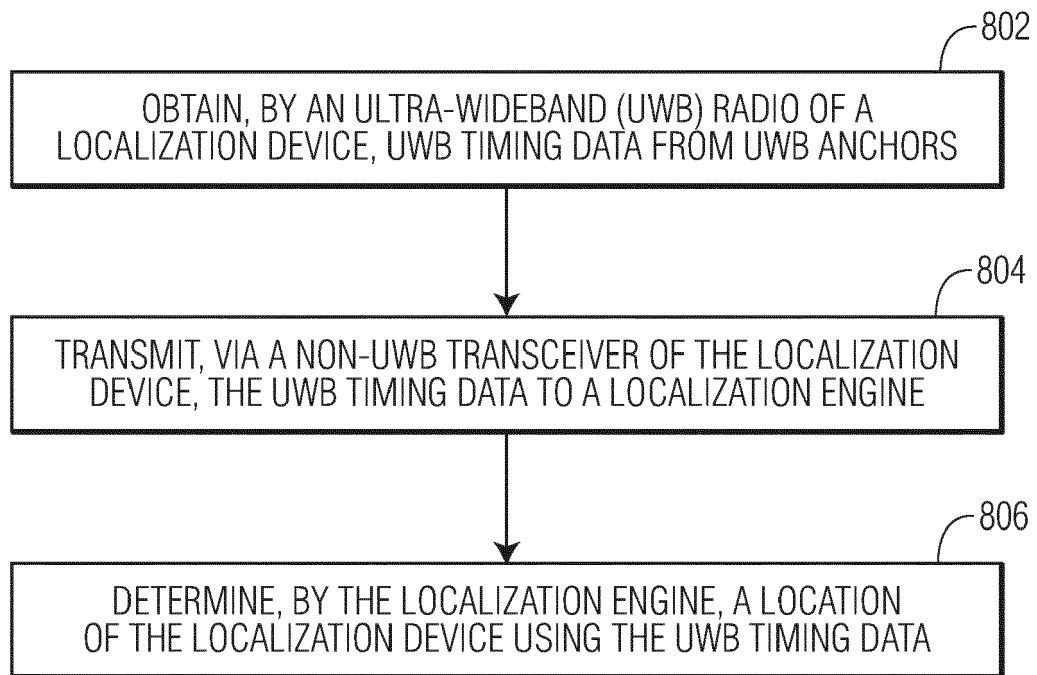 802
OBTAIN, BY AN ULTRA-WIDEBAND (UWB) RADIO OF A
LOCALIZATION DEVICE, UWB TIMING DATA FROM UWB ANCHORS
804
TRANSMIT, VIA A NON-UWB TRANSCEIVER OF THE LOCALIZATION
DEVICE, THE UWB TIMING DATA TO A LOCALIZATION ENGINE
806
DETERMINE, BY THE LOCALIZATION ENGINE, A LOCATION
OF THE LOCALIZATION DEVICE USING THE UWB TIMING DATA